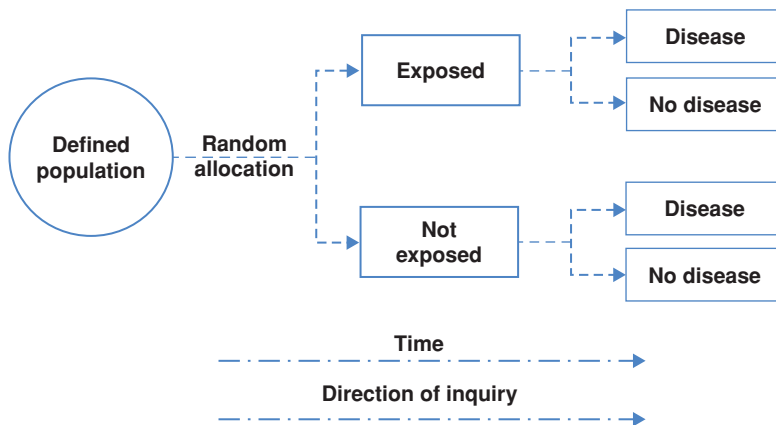 Disease
Exposed
No disease
Defined
population
Random
allocation
Disease
Not
exposed
No disease
Time
Direction of inquiry